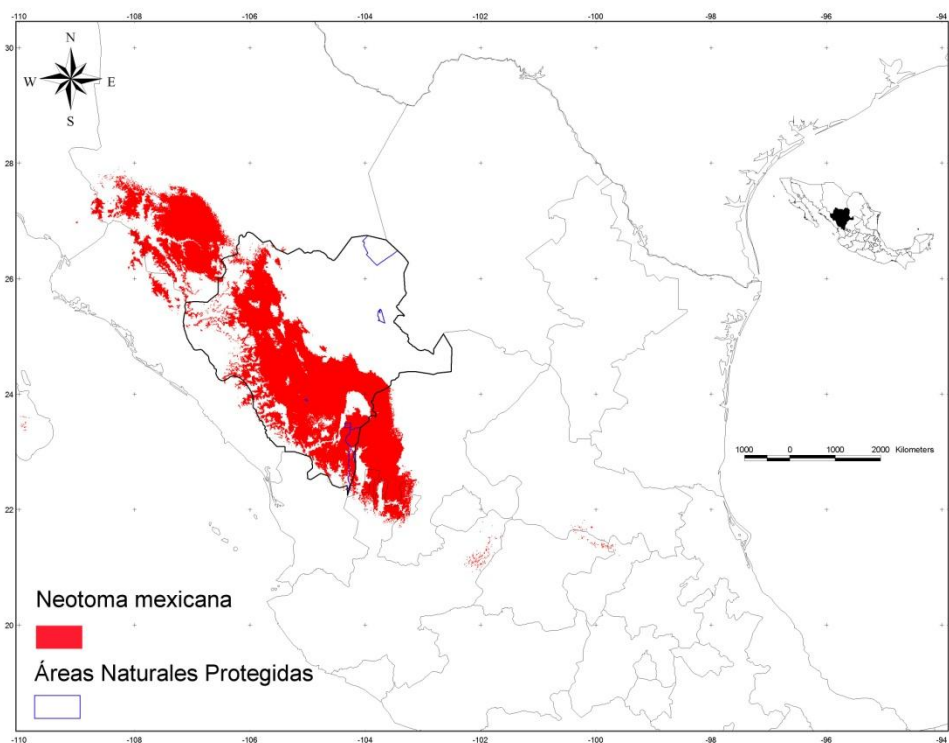 -110 -108 -106 -104 -102 -100 -98 -96 -94
30
28
26
24
22
20
N
W E
S
1000 0 1000 2000 Kilometers
Neotoma mexicana
Áreas Naturales Protegidas
-110 -108 -106 -104 -102 -100 -98 -96 -94